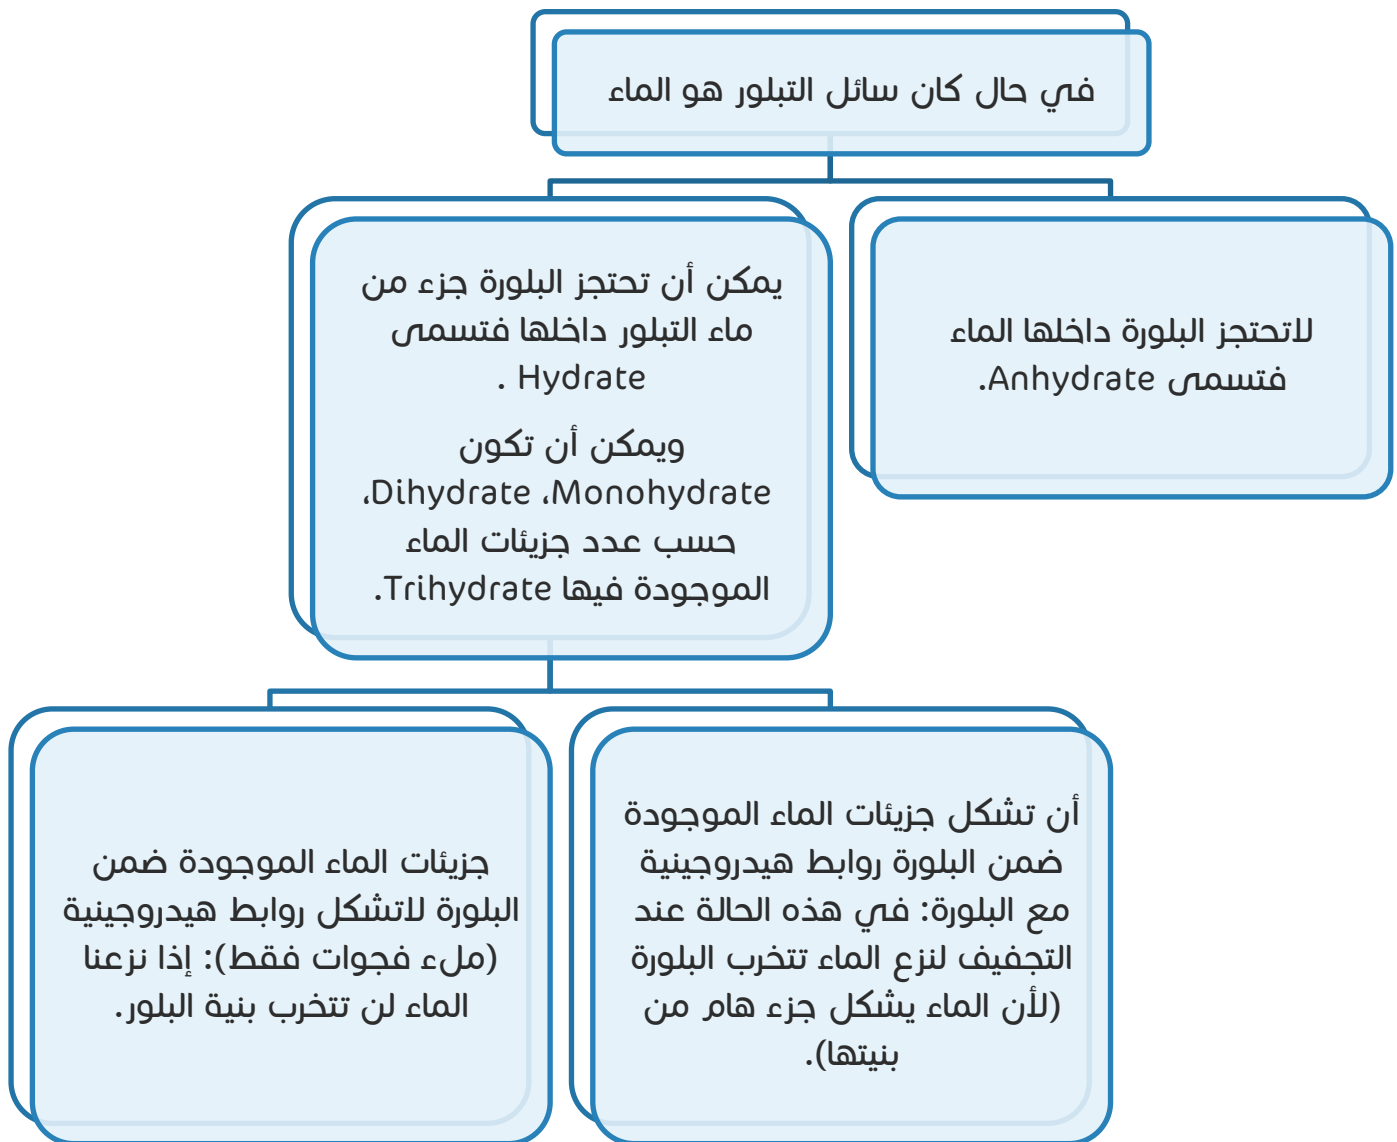 في حال كان سائل التبلور هو الماء
لاتحتجز البلورة داخلها الماء
فتسمى Anhydrate.
يمكن أن تحتجز البلورة جزء من
ماء التبلور داخلها فتسمى
Hydrate .
ويمكن أن تكون
Monohydrate، Dihydrate،
حسب عدد جزيئات الماء
الموجودة فيها Trihydrate.
أن تشكل جزيئات الماء الموجودة
ضمن البلورة روابط هيدروجينية
مع البلورة: في هذه الحالة عند
التجفيف لنزع الماء تتخرب البلورة
(لأن الماء يشكل جزء هام من
بنيتها).
جزيئات الماء الموجودة ضمن
البلورة لاتشكل روابط هيدروجينية
(ملء فجوات فقط): إذا نزعنا
الماء لن تتخرب بنية البلور.